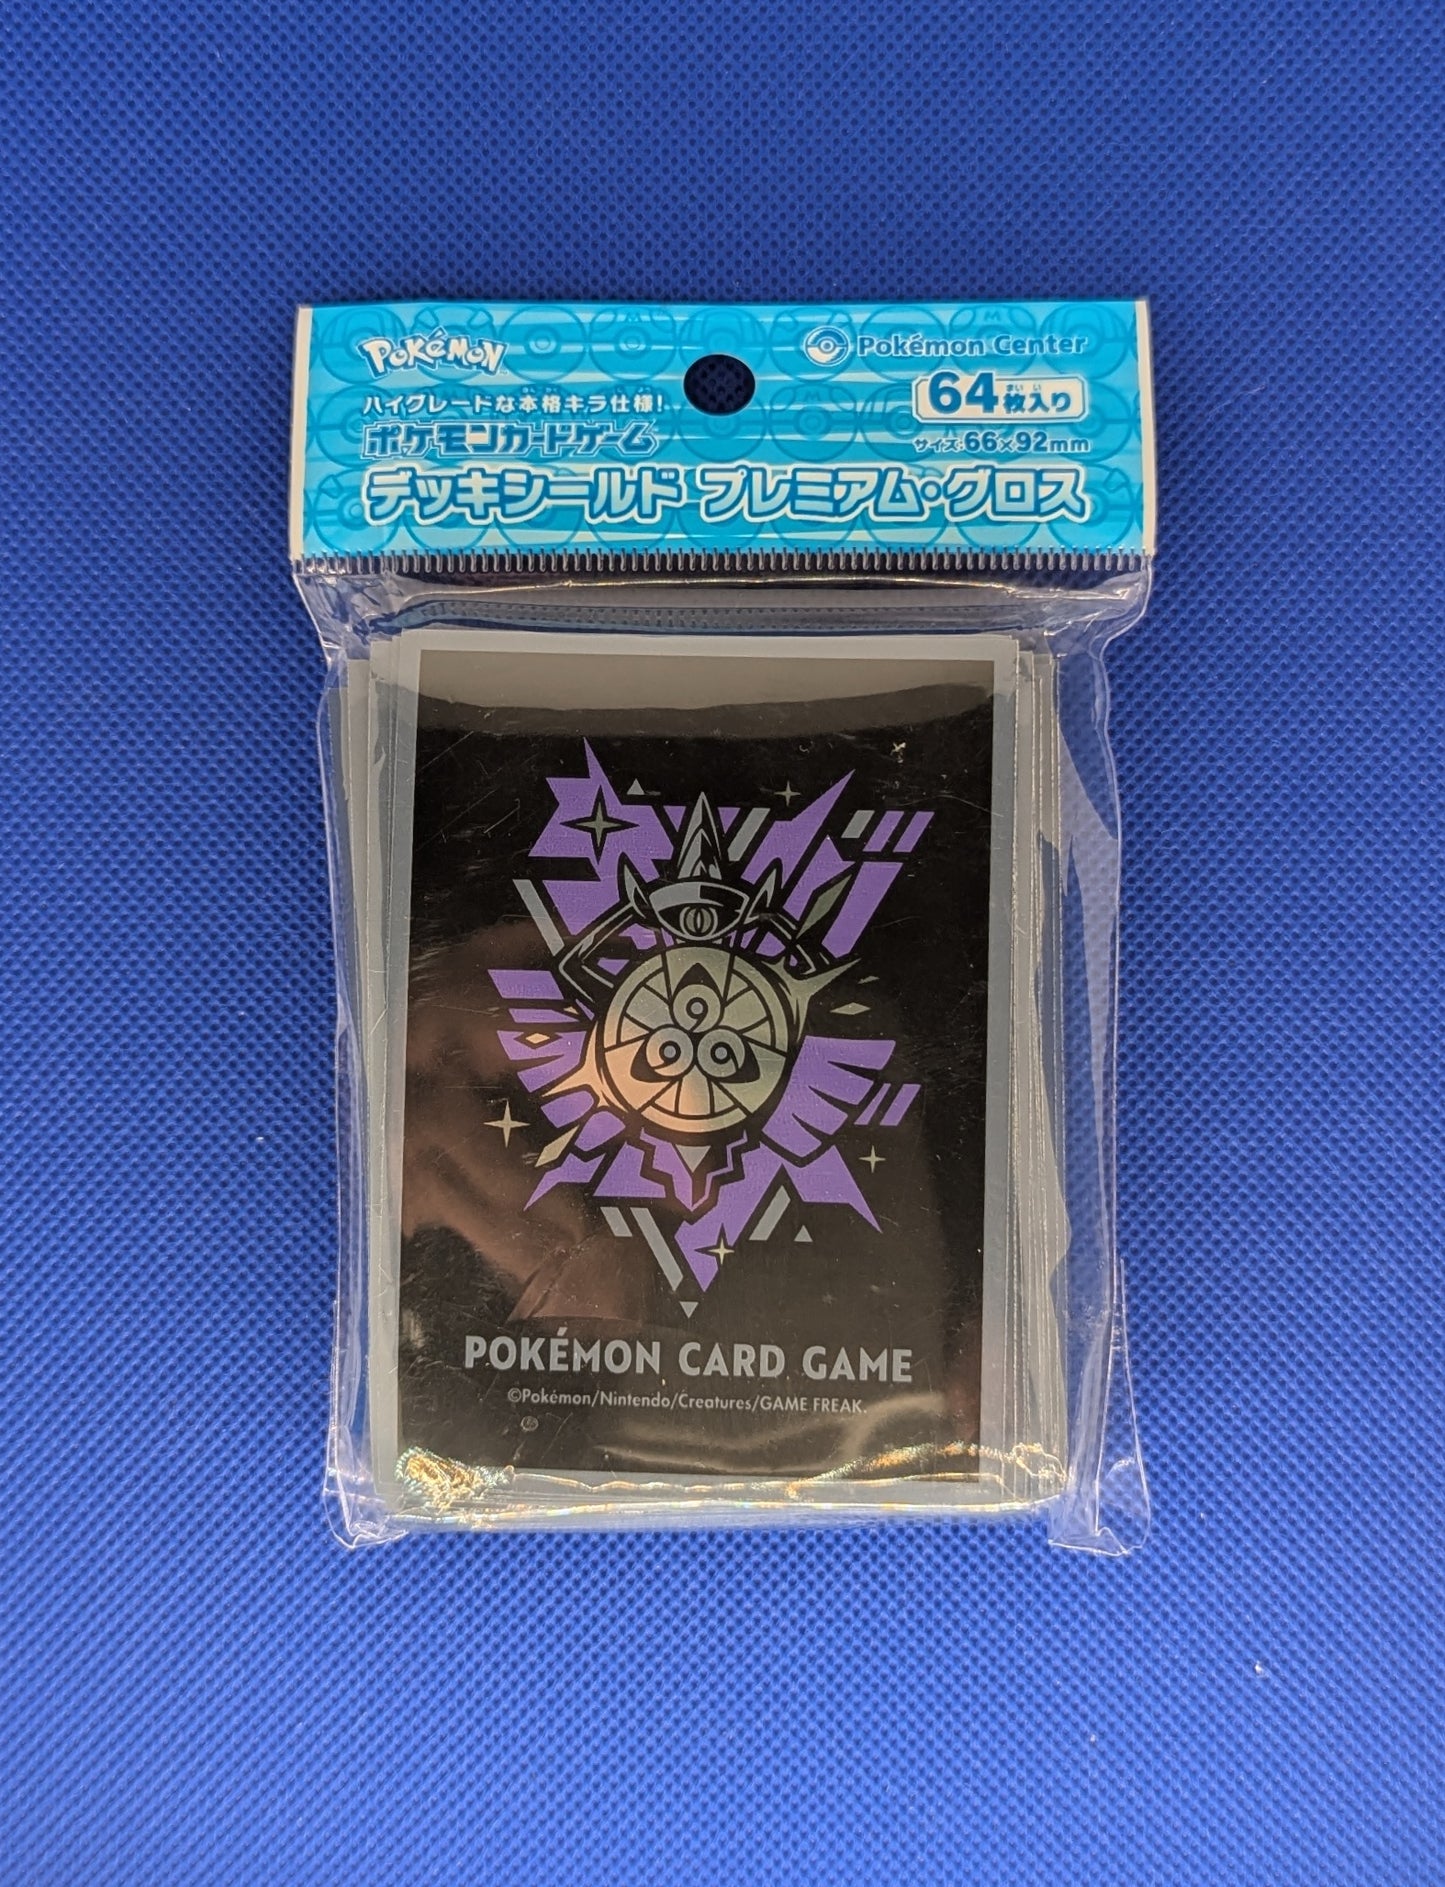 Pokémon
Pokémon Center
ハイグレードな本格キラ仕様!
64枚入り
ポケモンカードゲーム
サイズ:66×92mm
デッキシールド プレミアム・グロス
POKÉMON CARD GAME
©Pokémon/Nintendo/Creatures/GAME FREAK.